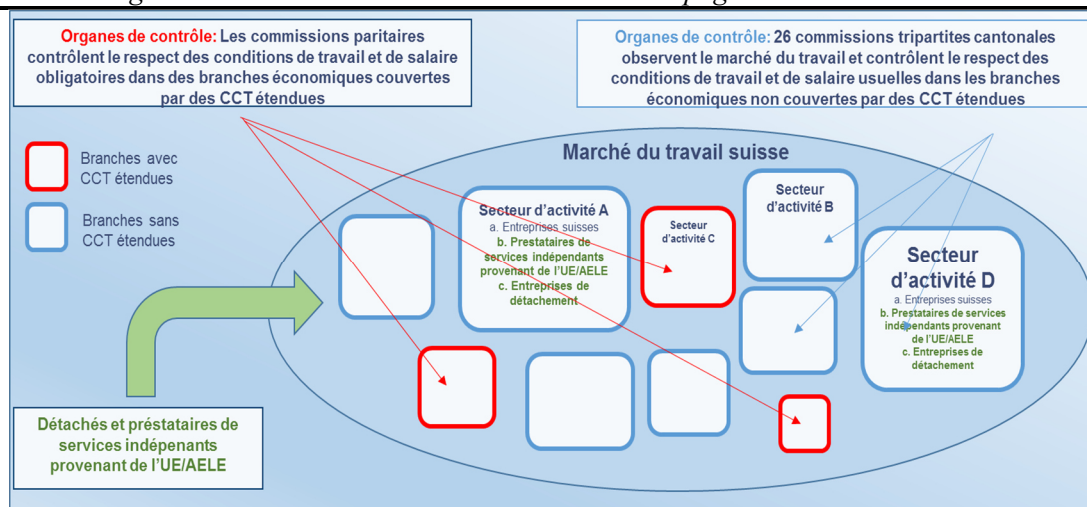 Organes de contrôle: Les commissions paritaires
contrôlent le respect des conditions de travail et de salaire
obligatoires dans des branches économiques couvertes
par des CCT étendues
Organes de contrôle: 26 commissions tripartites cantonales
observent le marché du travail et contrôlent le respect des
conditions de travail et de salaire usuelles dans les branches
économiques non couvertes par des CCT étendues
Branches avec
CCT étendues
Branches sans
CCT étendues
Marché du travail suisse
Secteur d'activité A
a. Entreprises suisses
b. Prestataires de
services indépendants
provenant de l'UE/AELE
c. Entreprises de
détachement
Secteur
d'activité C
Secteur
d'activité B
Secteur
d'activité D
a. Entreprises suisses
b. Prestataires de services
indépendants provenant
de l'UE/AELE
c. Entreprises de
détachement
Détachés et préstataires de
services indépenants
provenant de l'UE/AELE